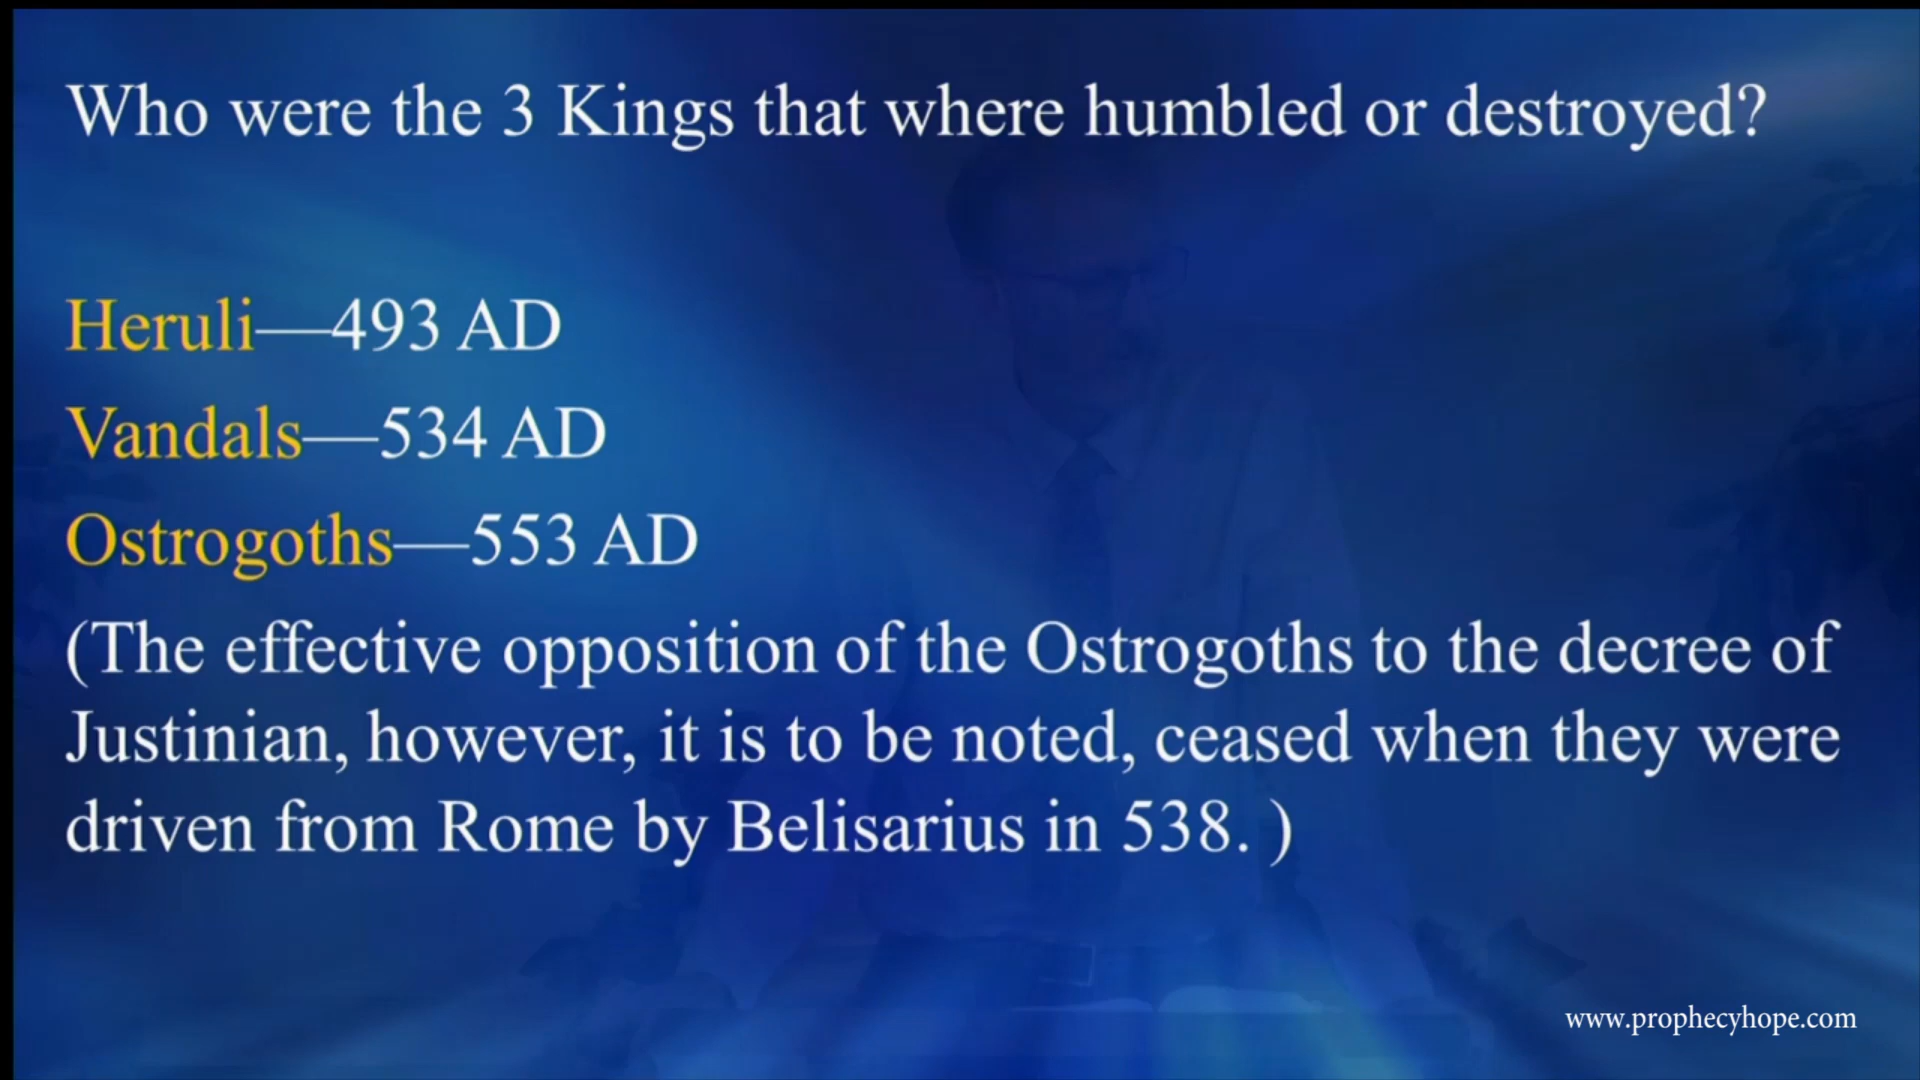 Who were the 3 Kings that where humbled or destroyed?
Heruli—493 AD
Vandals—534 AD
Ostrogoths—553 AD
(The effective opposition of the Ostrogoths to the decree of
Justinian, however, it is to be noted, ceased when they were
driven from Rome by Belisarius in 538. )
www.prophecyhope.com